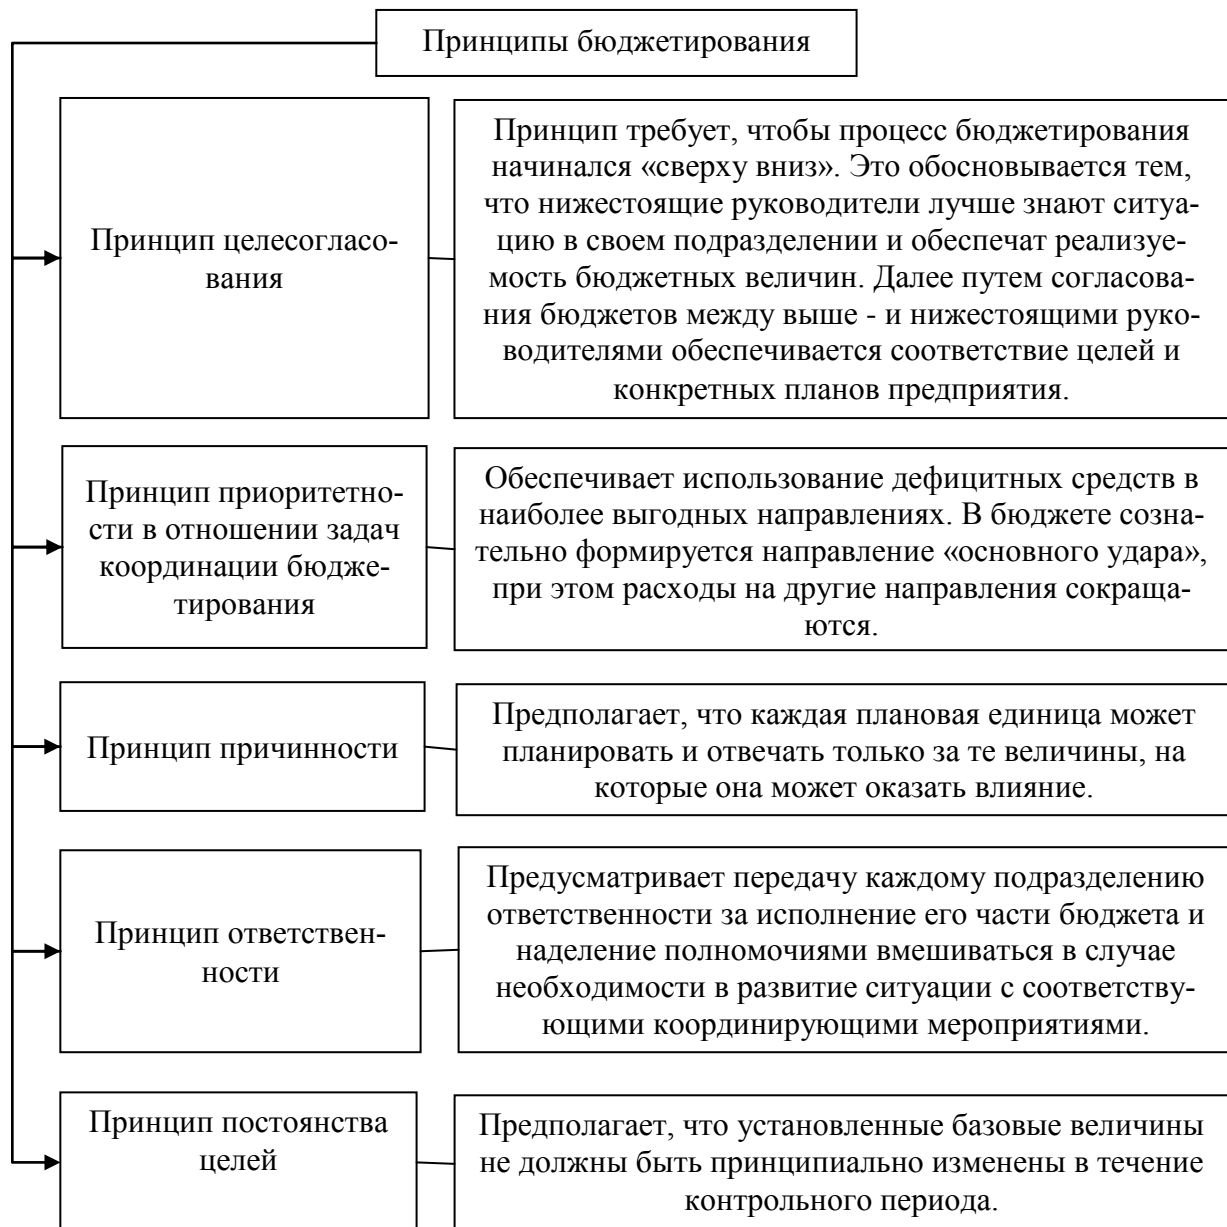 Принципы бюджетирования
Принцип целесогласо-
вания
Принцип требует, чтобы процесс бюджетирования
начинался «сверху вниз». Это обосновывается тем,
что нижестоящие руководители лучше знают ситуа-
цию в своем подразделении и обеспечат реализуе-
мость бюджетных величин. Далее путем согласова-
ния бюджетов между выше - и нижестоящими руко-
водителями обеспечивается соответствие целей и
конкретных планов предприятия.
Принцип приоритетно-
сти в отношении задач
координации бюдже-
тирования
Обеспечивает использование дефицитных средств в
наиболее выгодных направлениях. В бюджете созна-
тельно формируется направление «основного удара»,
при этом расходы на другие направления сокраща-
ются.
Принцип причинности
Предполагает, что каждая плановая единица может
планировать и отвечать только за те величины, на
которые она может оказать влияние.
Принцип ответствен-
ности
Предусматривает передачу каждому подразделению
ответственности за исполнение его части бюджета и
наделение полномочиями вмешиваться в случае
необходимости в развитие ситуации с соответству-
ющими координирующими мероприятиями.
Принцип постоянства
целей
Предполагает, что установленные базовые величины
не должны быть принципиально изменены в течение
контрольного периода.